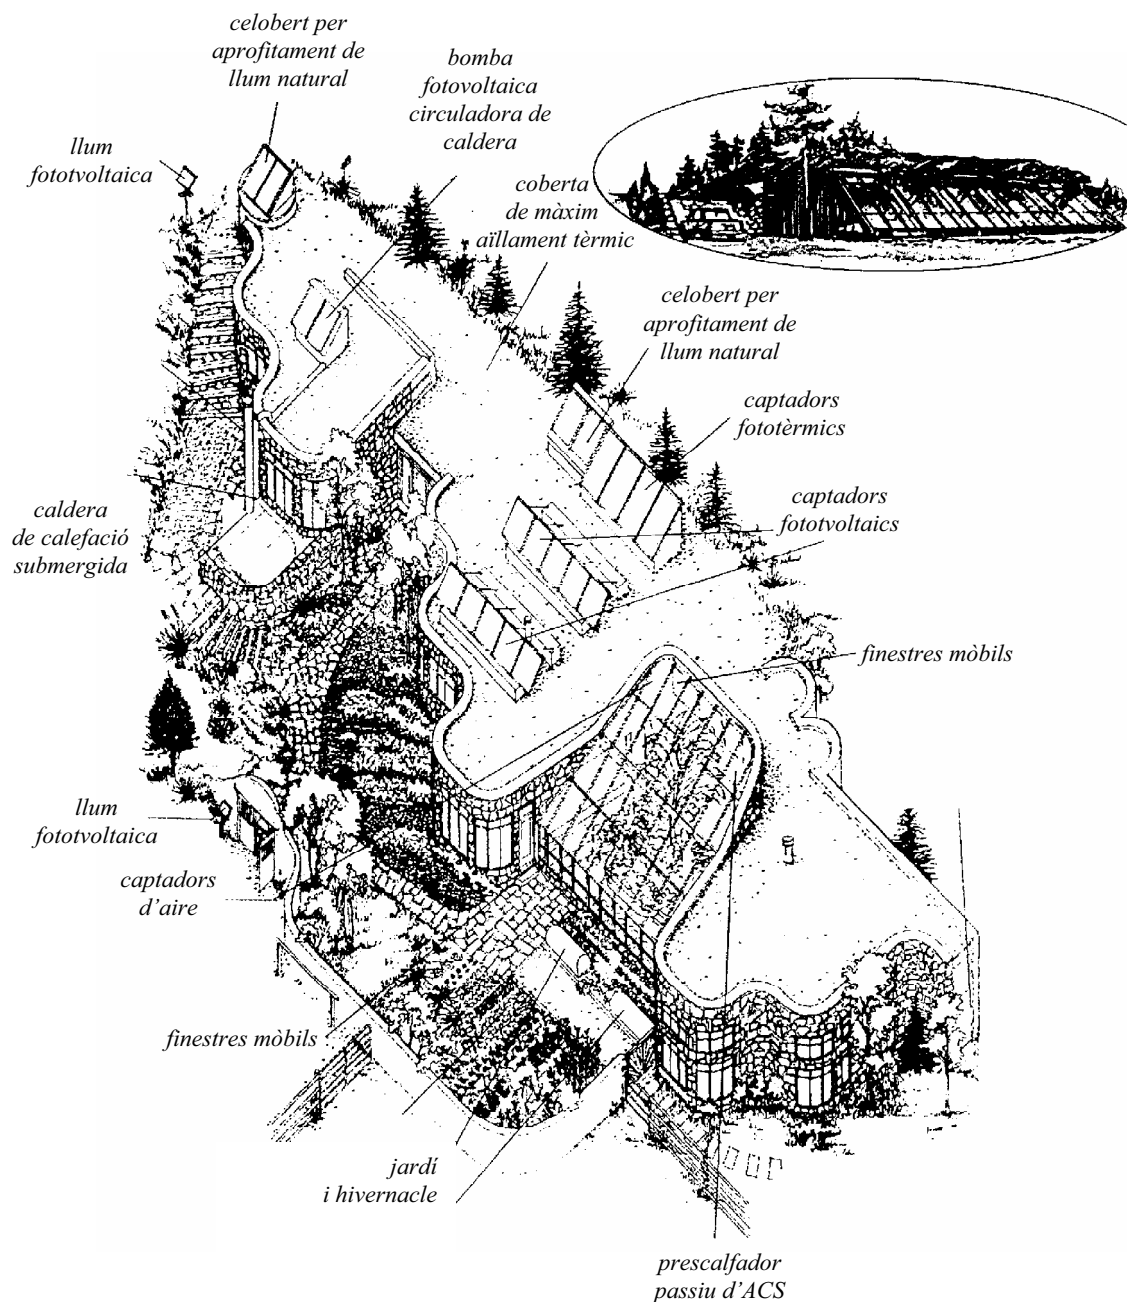 celobert per
aprofitament de
llum natural
bomba
fotovoltaica
circuladora de
caldera
llum
fototvoltaica
coberta
de màxim
aïllament tèrmic
celobert per
aprofitament de
llum natural
captadors
fototèrmics
captadors
fototvoltaics
caldera
de calefació
submergida
finestres mòbils
llum
fototvoltaica
captadors
d'aire
finestres mòbils
jardí
i hivernacle
prescalfador
passiu d'ACS